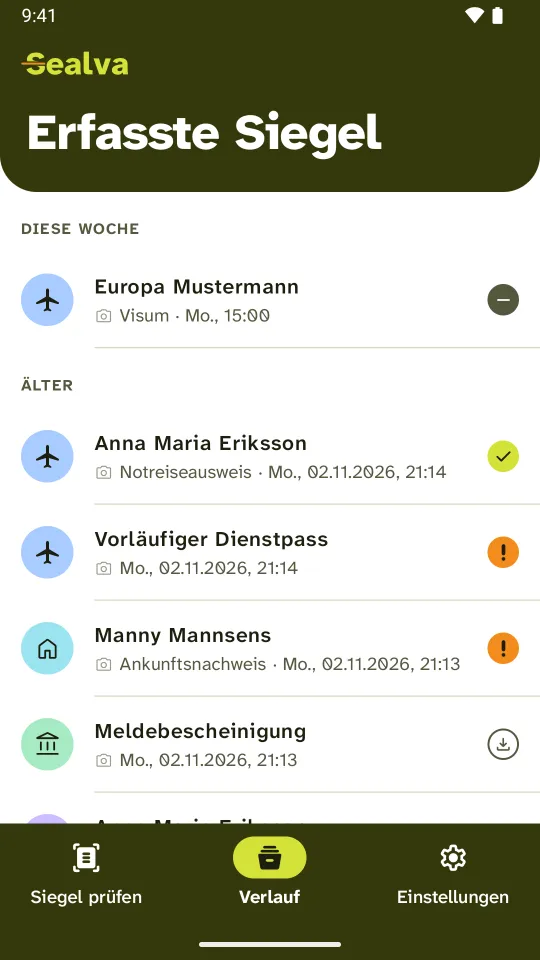 9:41
Sealva
Erfasste Siegel
DIESE WOCHE
Europa Mustermann
Visum · Mo., 15:00
ÄLTER
Anna Maria Eriksson
Notreiseausweis · Mo., 02.11.2026, 21:14
Vorläufiger Dienstpass
Mo., 02.11.2026, 21:14
Manny Mannsens
Ankunftsnachweis · Mo., 02.11.2026, 21:13
Meldebescheinigung
Mo., 02.11.2026, 21:13
Siegel prüfen
Verlauf
Einstellungen